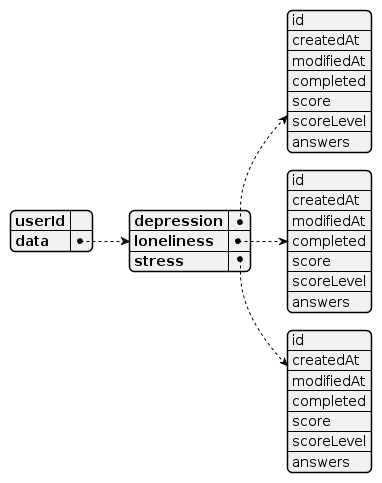 userId
data
depression
loneliness
stress
id
createdAt
modifiedAt
completed
score
scoreLevel
answers
id
createdAt
modifiedAt
completed
score
scoreLevel
answers
id
createdAt
modifiedAt
completed
score
scoreLevel
answers